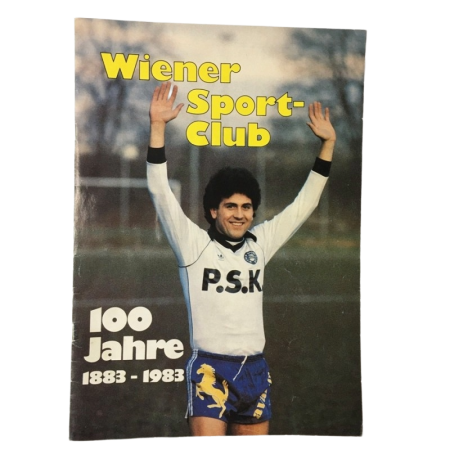 Wiener
Sport-
Club
P.S.K.
100
Jahre
1883 - 1983